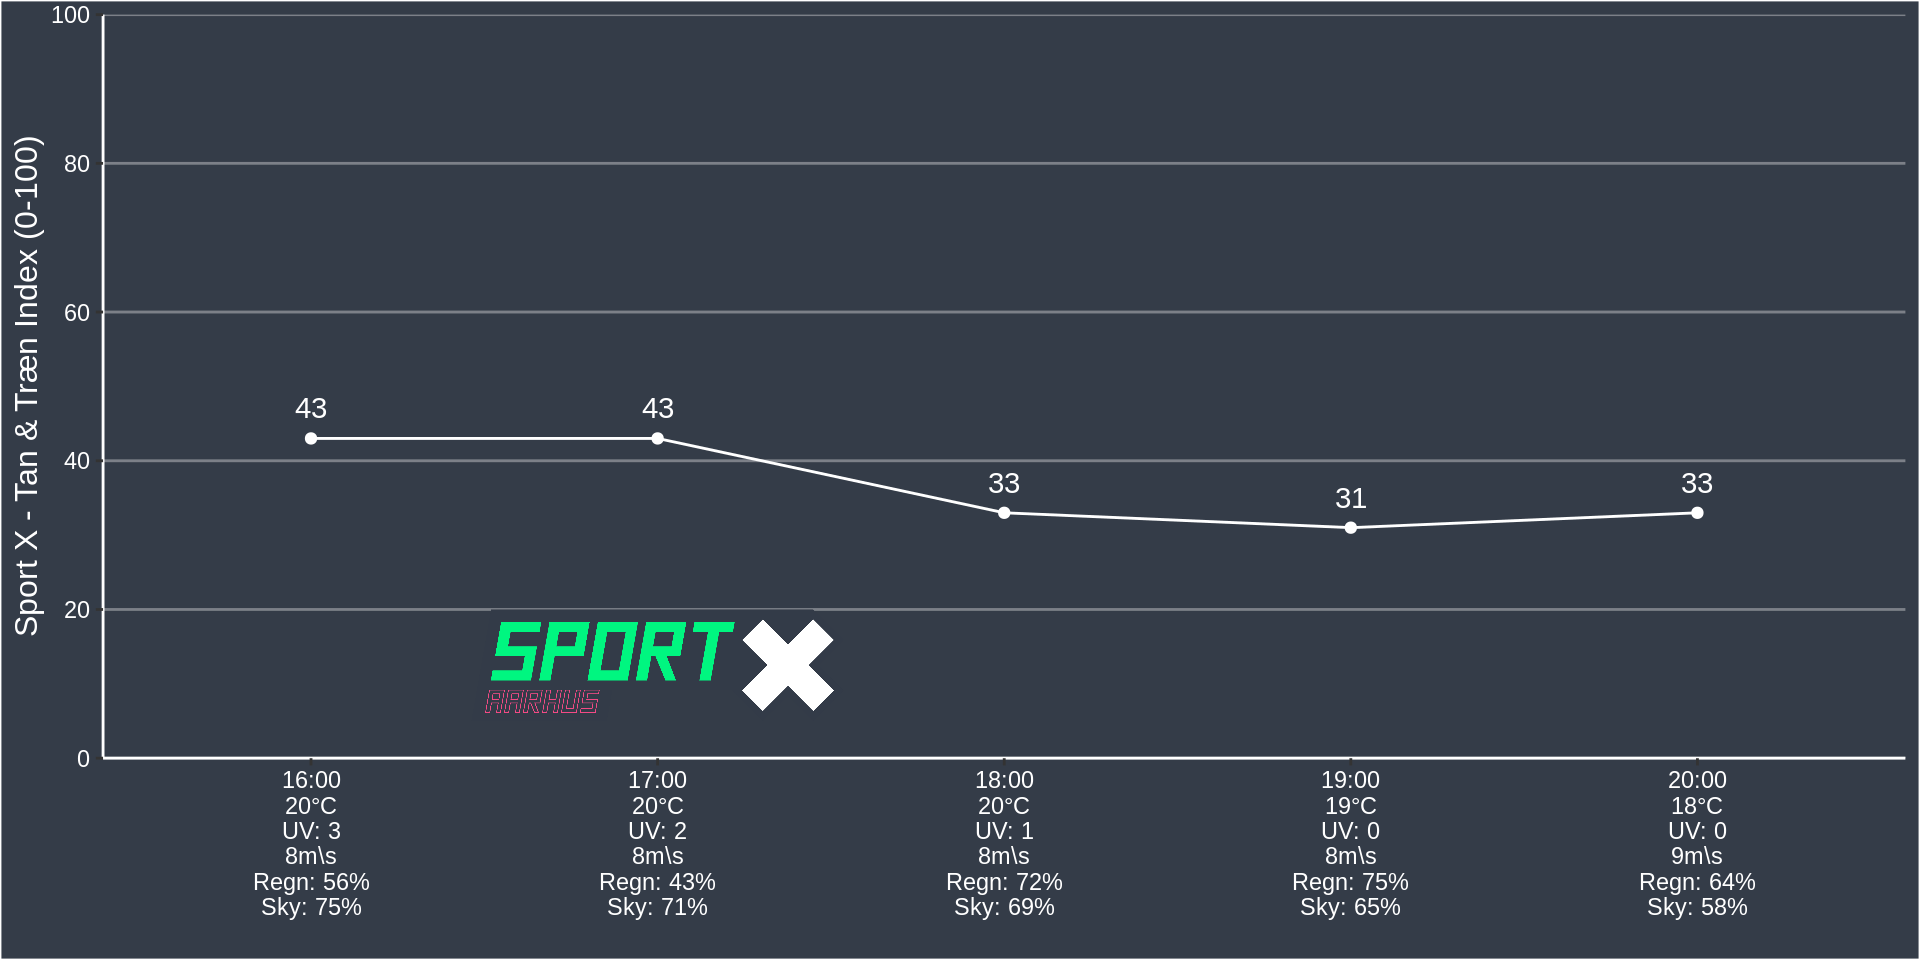 Sport X - Tan & Træn Index (0-100)
100
80
60
40
20
0
43
43
33
31
33
SPORT X
AARHUS
16:00
20°C
UV: 3
8m\s
Regn: 56%
Sky: 75%
17:00
20°C
UV: 2
8m\s
Regn: 43%
Sky: 71%
18:00
20°C
UV: 1
8m\s
Regn: 72%
Sky: 69%
19:00
19°C
UV: 0
8m\s
Regn: 75%
Sky: 65%
20:00
18°C
UV: 0
9m\s
Regn: 64%
Sky: 58%